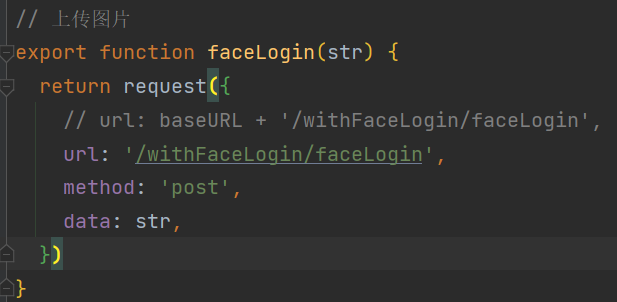 // 上传图片
export function faceLogin(str) {
  return request({
    // url: baseURL + '/withFaceLogin/faceLogin',
    url: '/withFaceLogin/faceLogin',
    method: 'post',
    data: str,
  })
}